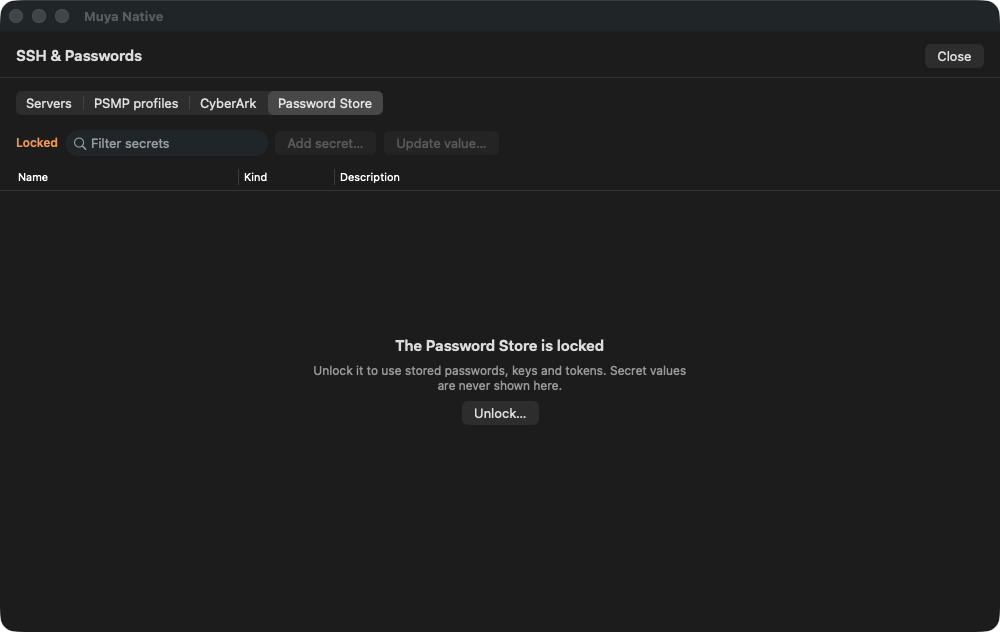 Muya Native
SSH & Passwords
Close
Servers
PSMP profiles
CyberArk
Password Store
Locked
Filter secrets
Add secret...
Update value...
Name
Kind
Description
The Password Store is locked
Unlock it to use stored passwords, keys and tokens. Secret values
are never shown here.
Unlock...